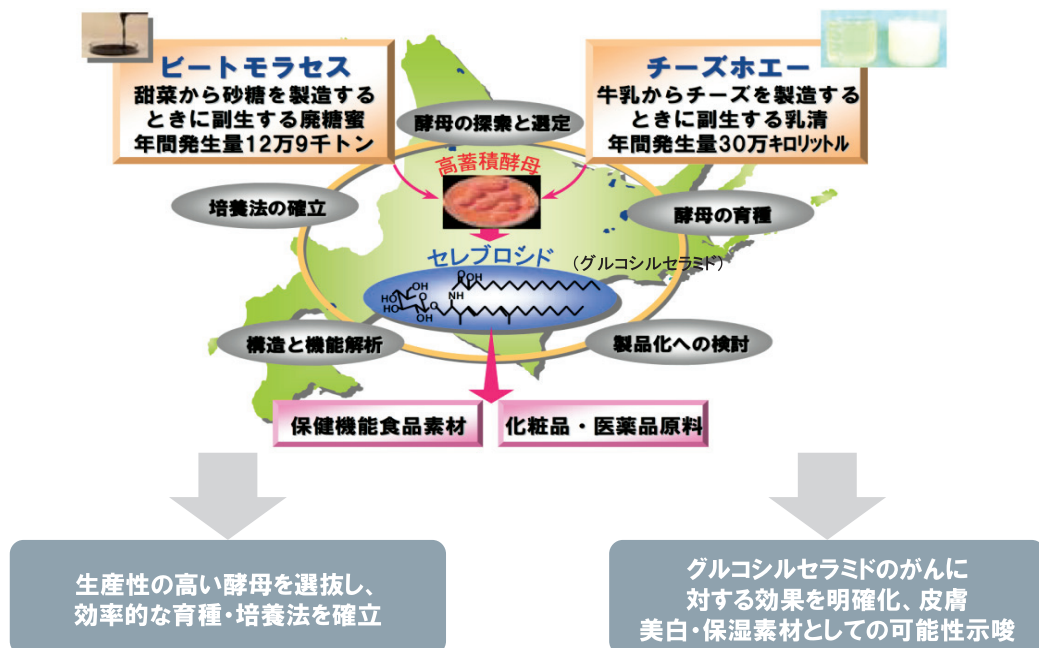 ビートモラセス
甜菜から砂糖を製造する
ときに副生する廃糖蜜
年間発生量12万9千トン
チーズホエー
牛乳からチーズを製造する
ときに副生する乳清
年間発生量30万キロリットル
酵母の探索と選定
高蓄積酵母
培養法の確立
酵母の育種
セレブロシド
(グルコシルセラミド)
OH
O
OH
HO
O
NH
HO
O
HO
OH
構造と機能解析
製品化への検討
保健機能食品素材
化粧品・医薬品原料
生産性の高い酵母を選抜し、
効率的な育種・培養法を確立
グルコシルセラミドのがんに
対する効果を明確化、皮膚
美白・保湿素材としての可能性示唆